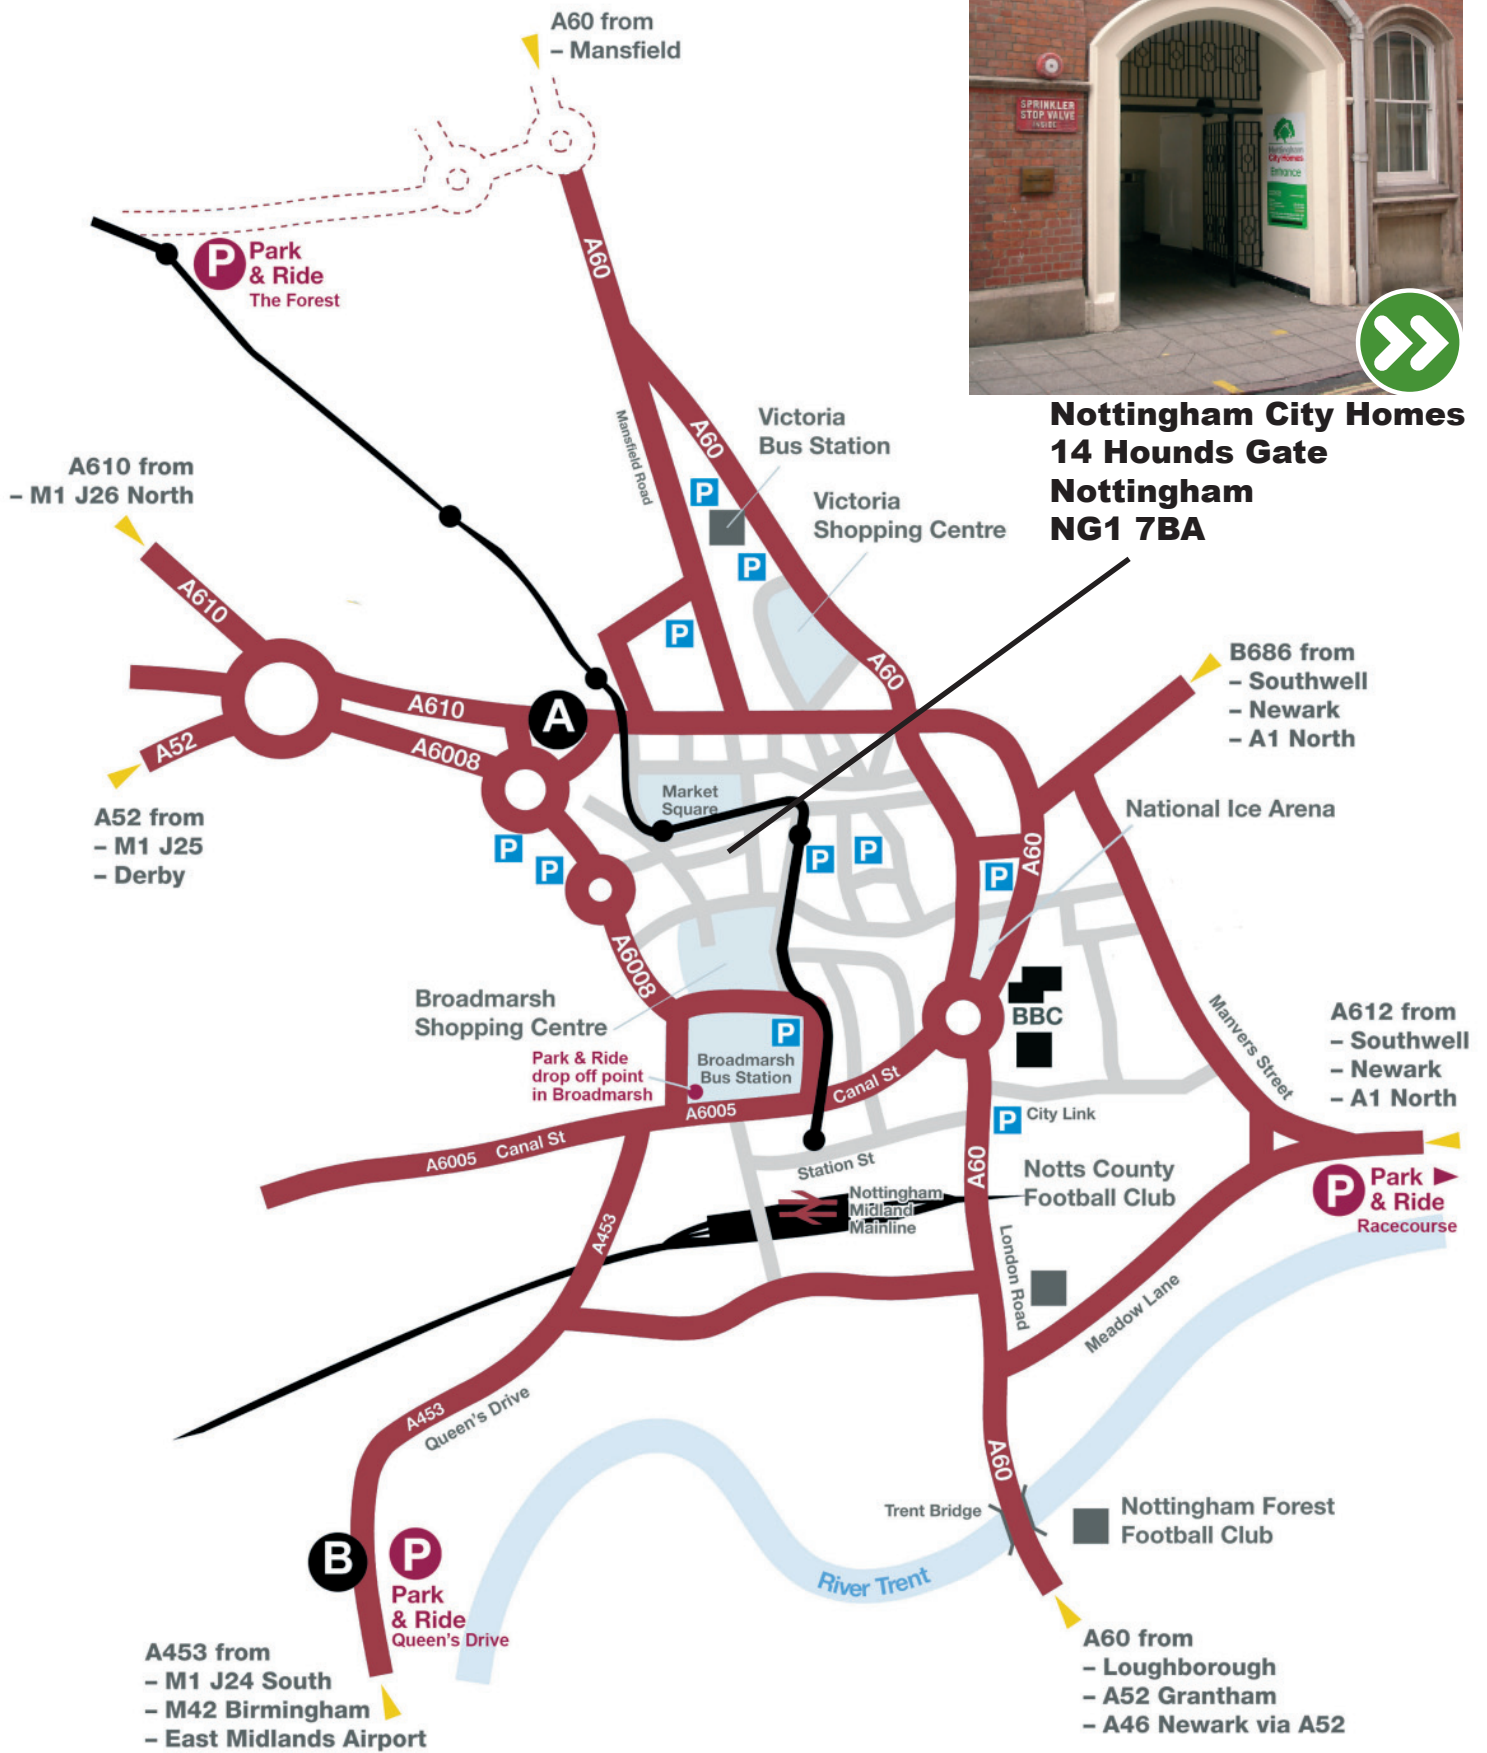 A60 from
– Mansfield
SPRINKLER
STOP VALVE
INSIDE
Nottingham
City Homes
Entrance
P Park
& Ride
The Forest
A60
Nottingham City Homes
14 Hounds Gate
Nottingham
NG1 7BA
Victoria
Bus Station
Mansfield Road
A60
P
Victoria
Shopping Centre
A610 from
– M1 J26 North
P
A610
P
A60
B686 from
– Southwell
– Newmark
– A1 North
A610
A
A52
A6008
Market
Square
National Ice Arena
A52 from
– M1 J25
– Derby
P
P
P
P
P
A60
A6008
Broadmarsh
Shopping Centre
P
BBC
Manvers Street
A612 from
– Southwell
– Newark
– A1 North
Park & Ride
drop off point
in Broadmarsh
Broadmarsh
Bus Station
Canal St
A6005
P City Link
A6005 Canal St
Station St
A60
Notts County
Football Club
P Park
& Ride
Racecourse
Nottingham
Midland
Mainline
A453
London Road
Meadow Lane
A453
Queen's Drive
A60
Trent Bridge
Nottingham Forest
Football Club
B
P
Park
& Ride
Queen's Drive
River Trent
A453 from
– M1 J24 South
– M42 Birmingham
– East Midlands Airport
A60 from
– Loughborough
– A52 Grantham
– A46 Newark via A52